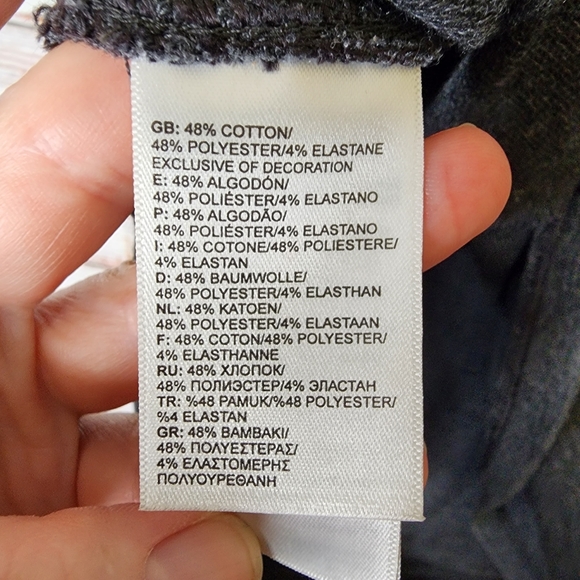 GB: 48% COTTON/
48% POLYESTER/4% ELASTANE
EXCLUSIVE OF DECORATION
E: 48% ALGODÓN/
48% POLIÉSTER/4% ELASTANO
P: 48% ALGODÃO/
48% POLIÉSTER/4% ELASTANO
I: 48% COTONE/48% POLIESTERE/
4% ELASTAN
D: 48% BAUMWOLLE/
48% POLYESTER/4% ELASTHAN
NL: 48% KATOEN/
48% POLYESTER/4% ELASTAAN
F: 48% COTON/48% POLYESTER/
4% ELASTHANNE
RU: 48% ХЛОПОК/
48% ПОЛИЭСТЕР/4% ЭЛАСТАН
TR: %48 PAMUK/%48 POLYESTER/
%4 ELASTAN
GR: 48% ΒΑΜΒΑΚΙ/
48% ΠΟΛΥΕΣΤΕΡΑΣ/
4% ΕΛΑΣΤΟΜΕΡΗΣ
ΠΟΛΥΟΥΡΕΘΑΝΗ